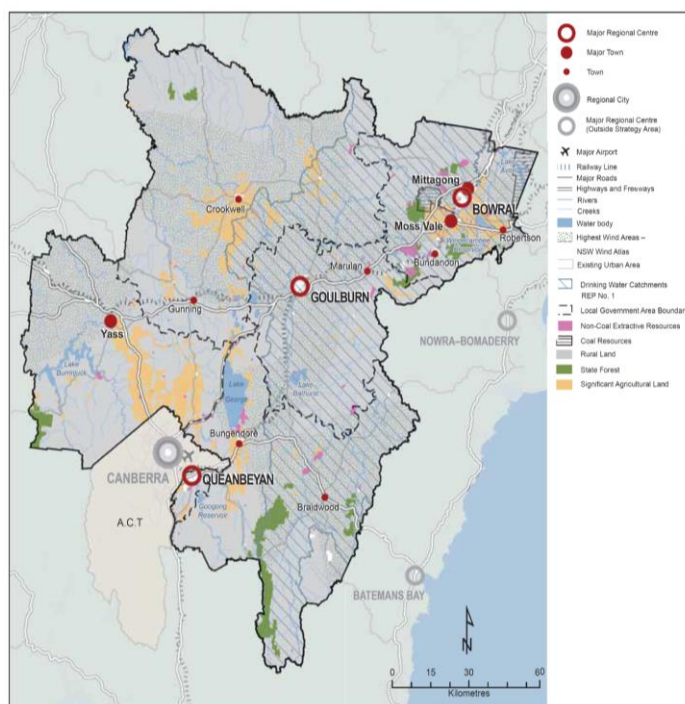 Major Regional Centre
Major Town
Town
Regional City
Major Regional Centre
(Outside Strategy Area)
Major Airport
Railway Line
Major Roads
Highways and Freeways
Rivers
Creeks
Water body
Highest Wind Areas –
NSW Wind Atlas
Existing Urban Area
Drinking Water Catchments
REP No. 1
Local Government Area Boundar
Non-Coal Extractive Resources
Coal Resources
Rural Land
State Forest
Significant Agricultural Land
Mittagong
BOWRAL
Moss Vale
Robertson
Bundanoon
Crookwell
Marulan
GOULBURN
Gunning
Yass
NOWRA–BOMADERRY
Lake
George
Lake
Bathurst
Bungendore
CANBERRA
QUEANBEYAN
Googong
Reservoir
Braidwood
A.C.T
BATEMANS BAY
0 15 30 45 60
Kilometres